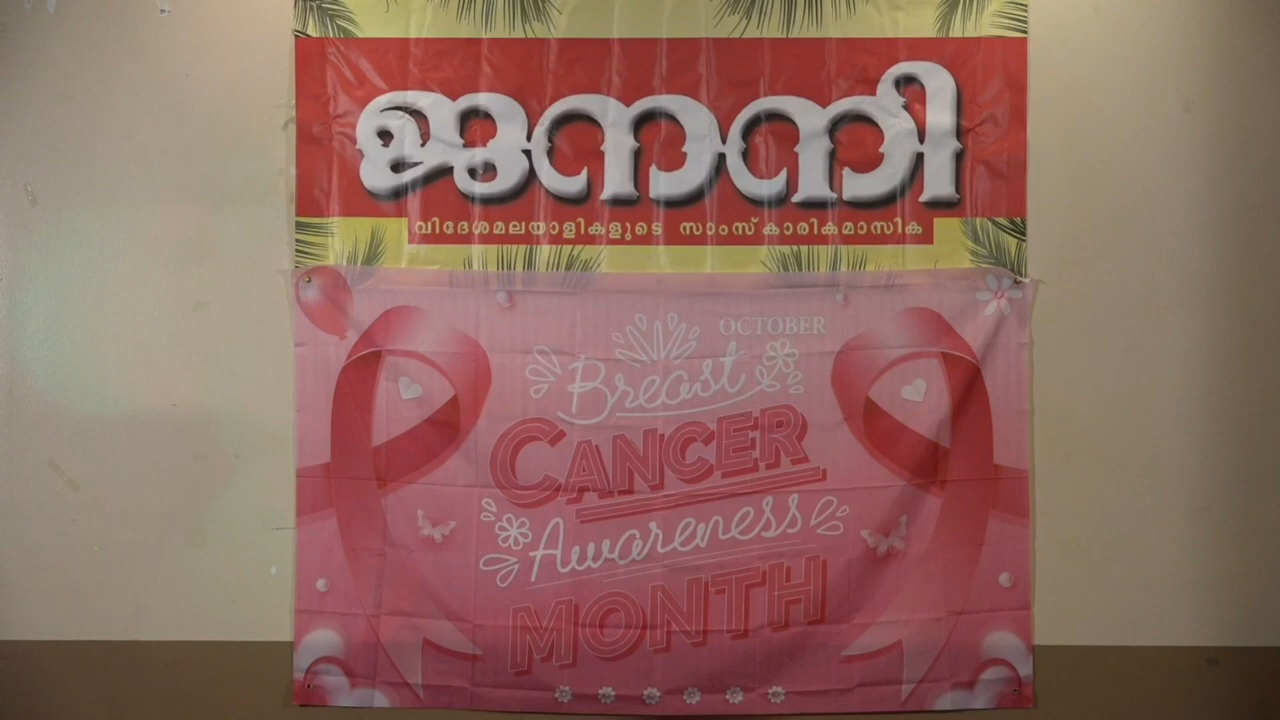 ജനനി
വിദേശമലയാളികളുടെ സാംസ്കാരികമാസിക
OCTOBER
Breast
CANCER
Awareness
MONTH